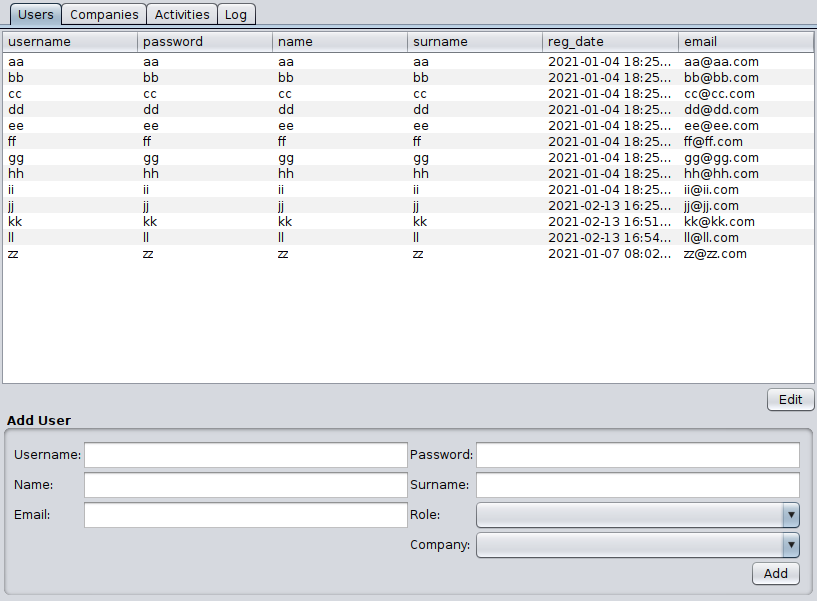 Users Companies Activities Log
username password name surname reg_date email
aa aa aa aa 2021-01-04 18:25... aa@aa.com
bb bb bb bb 2021-01-04 18:25... bb@bb.com
cc cc cc cc 2021-01-04 18:25... cc@cc.com
dd dd dd dd 2021-01-04 18:25... dd@dd.com
ee ee ee ee 2021-01-04 18:25... ee@ee.com
ff ff ff ff 2021-01-04 18:25... ff@ff.com
gg gg gg gg 2021-01-04 18:25... gg@gg.com
hh hh hh hh 2021-01-04 18:25... hh@hh.com
ii ii ii ii 2021-01-04 18:25... ii@ii.com
jj jj jj jj 2021-02-13 16:25... jj@jj.com
kk kk kk kk 2021-02-13 16:51... kk@kk.com
ll ll ll ll 2021-02-13 16:54... ll@ll.com
zz zz zz zz 2021-01-07 08:02... zz@zz.com
Edit
Add User
Username: Password:
Name: Surname:
Email: Role:
Company:
Add